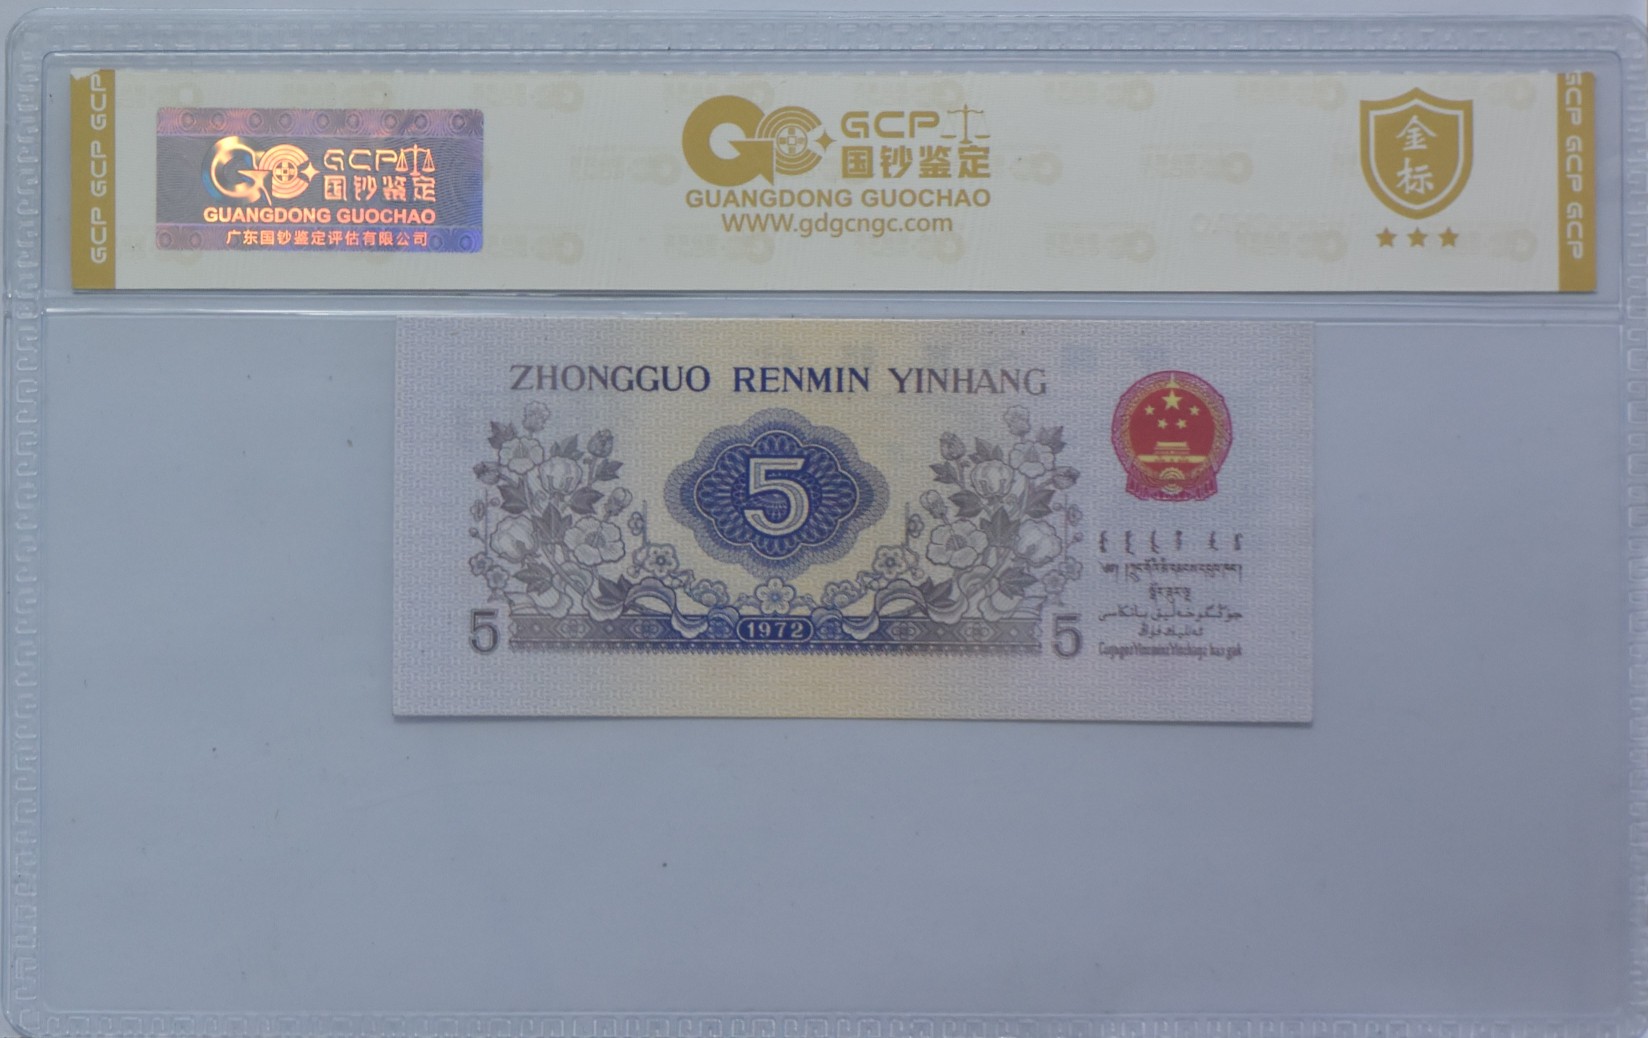 GCP GCP GCP
GCP 国钞鉴定
GUANGDONG GUOCHAO
广东国钞鉴定评估有限公司
GCP
国钞鉴定
GUANGDONG GUOCHAO
WWW.gdgcngc.com
金标
GCP GCP GCP
ZHONGGUO RENMIN YINHANG
5
1972
5
5